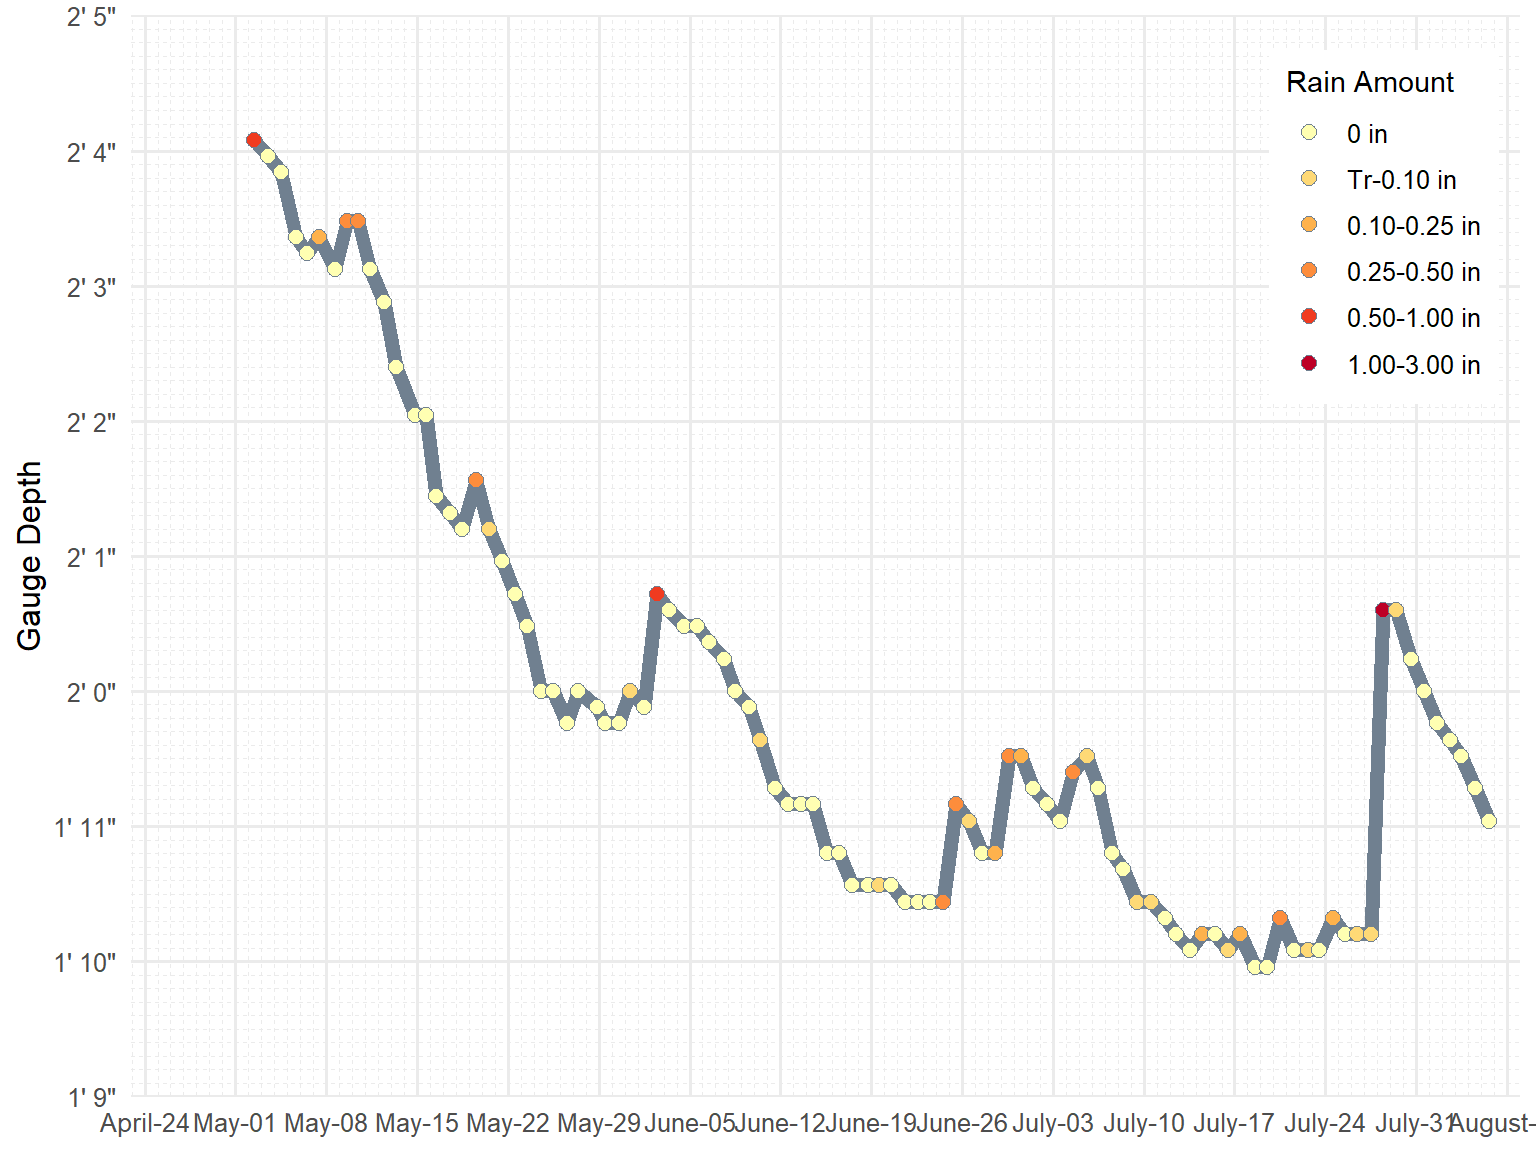 2' 5"
2' 4"
2' 3"
2' 2"
2' 1"
2' 0"
1' 11"
1' 10"
1' 9"
Gauge Depth
Rain Amount
0 in
Tr-0.10 in
0.10-0.25 in
0.25-0.50 in
0.50-1.00 in
1.00-3.00 in
April-24 May-01 May-08 May-15 May-22 May-29 June-05 June-12 June-19 June-26 July-03 July-10 July-17 July-24 July-31 August-